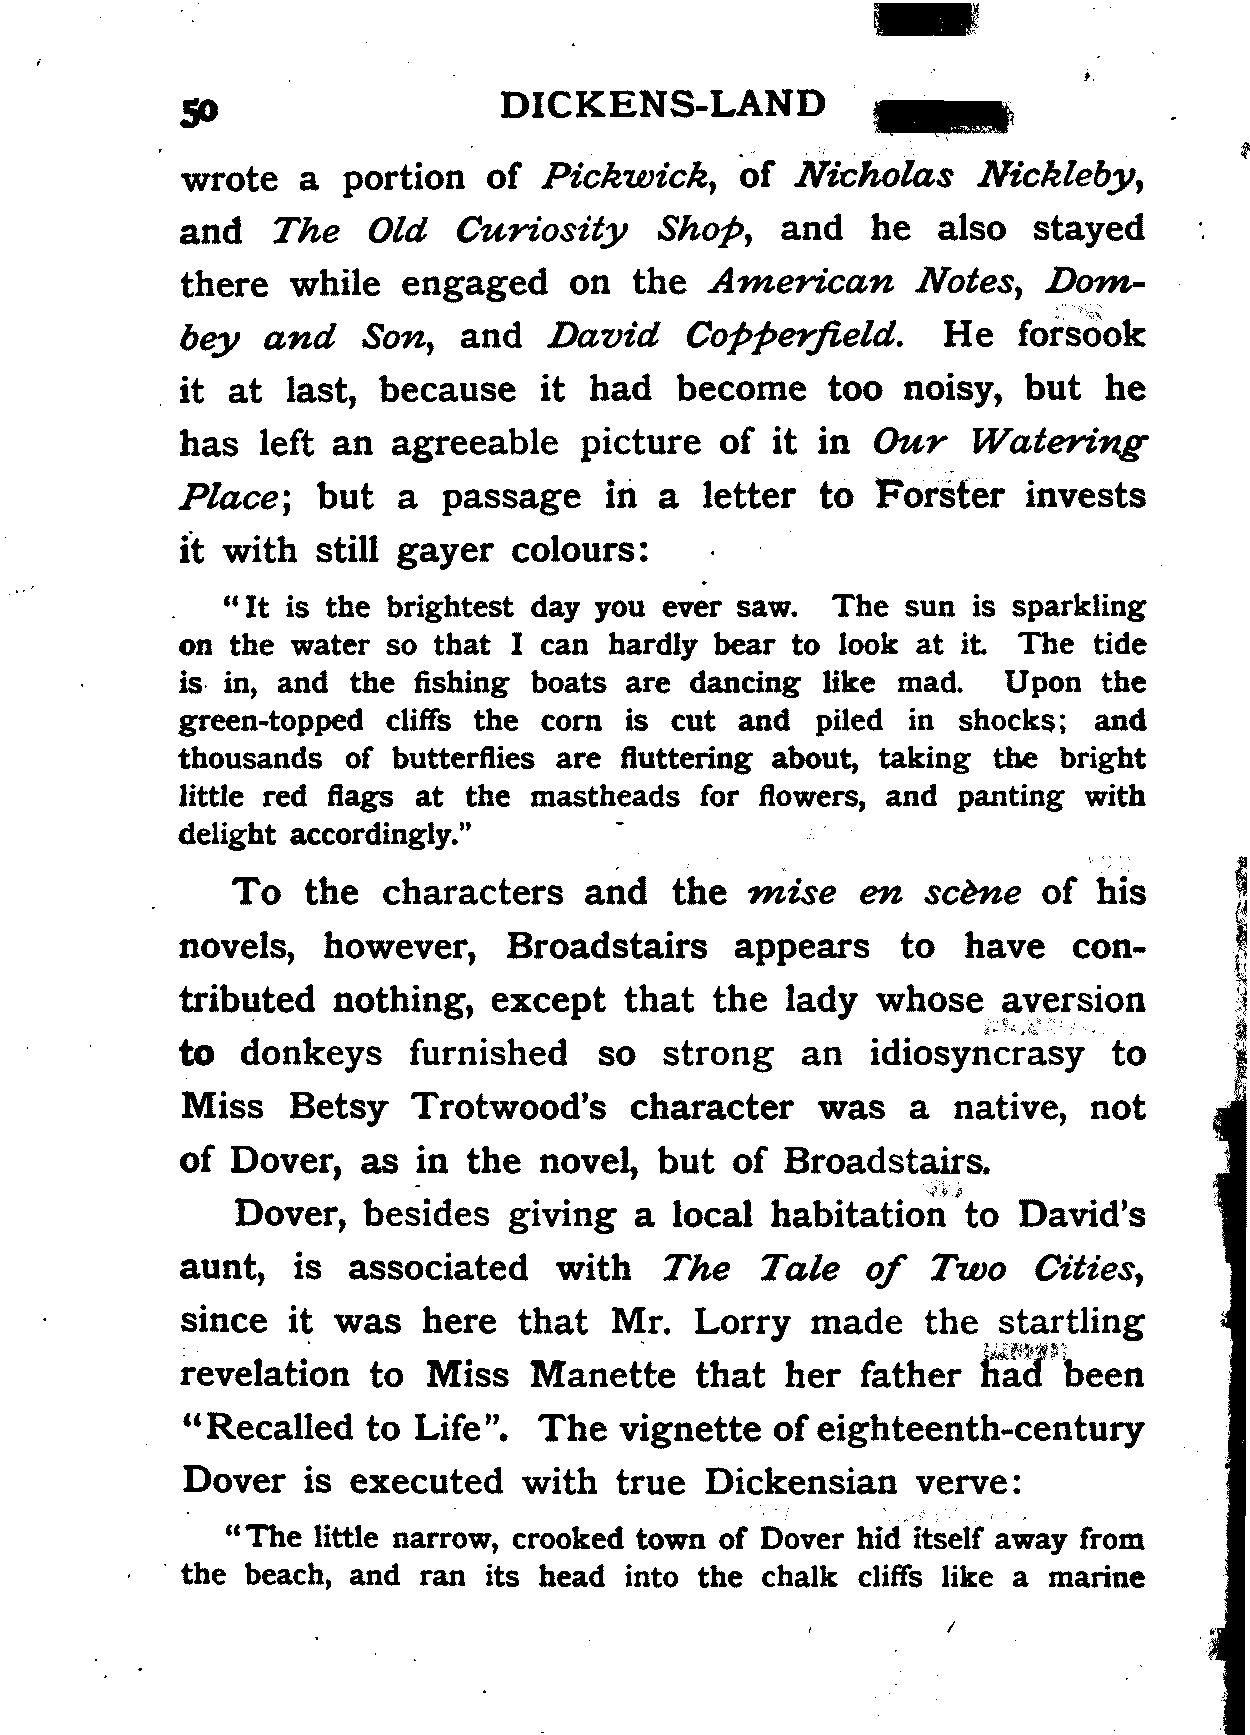 50 DICKENS-LAND
wrote a portion of Pickwick, of Nicholas Nickleby,
and The Old Curiosity Shop, and he also stayed
there while engaged on the American Notes, Dom-
bey and Son, and David Copperfield. He forsook
it at last, because it had become too noisy, but he
has left an agreeable picture of it in Our Watering
Place; but a passage in a letter to Forster invests
it with still gayer colours:
"It is the brightest day you ever saw. The sun is sparkling
on the water so that I can hardly bear to look at it. The tide
is in, and the fishing boats are dancing like mad. Upon the
green-topped cliffs the corn is cut and piled in shocks; and
thousands of butterflies are fluttering about, taking the bright
little red flags at the mastheads for flowers, and panting with
delight accordingly."
To the characters and the mise en scène of his
novels, however, Broadstairs appears to have con-
tributed nothing, except that the lady whose aversion
to donkeys furnished so strong an idiosyncrasy to
Miss Betsy Trotwood's character was a native, not
of Dover, as in the novel, but of Broadstairs.
Dover, besides giving a local habitation to David's
aunt, is associated with The Tale of Two Cities,
since it was here that Mr. Lorry made the startling
revelation to Miss Manette that her father had been
"Recalled to Life". The vignette of eighteenth-century
Dover is executed with true Dickensian verve:
"The little narrow, crooked town of Dover hid itself away from
the beach, and ran its head into the chalk cliffs like a marine